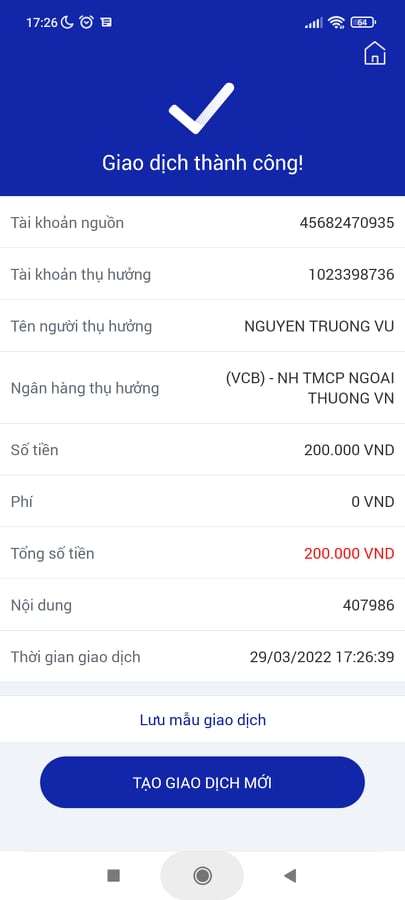 17:26
64
Giao dịch thành công!
Tài khoản nguồn 45682470935
Tài khoản thụ hưởng 1023398736
Tên người thụ hưởng NGUYEN TRUONG VU
Ngân hàng thụ hưởng (VCB) - NH TMCP NGOAI
THUONG VN
Số tiền 200.000 VND
Phí 0 VND
Tổng số tiền 200.000 VND
Nội dung 407986
Thời gian giao dịch 29/03/2022 17:26:39
Lưu mẫu giao dịch
TẠO GIAO DỊCH MỚI